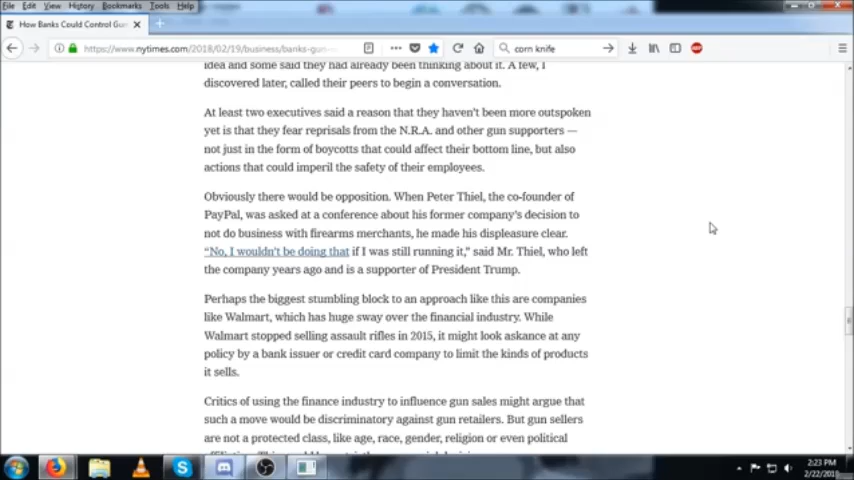 File Edit View History Bookmarks Tools Help
How Banks Could Control Gun
https://www.nytimes.com/2018/02/19/business/banks-gun-
corn knife
idea and some said they had already been thinking about it. A few, I
discovered later, called their peers to begin a conversation.
At least two executives said a reason that they haven't been more outspoken
yet is that they fear reprisals from the N.R.A. and other gun supporters —
not just in the form of boycotts that could affect their bottom line, but also
actions that could imperil the safety of their employees.
Obviously there would be opposition. When Peter Thiel, the co-founder of
PayPal, was asked at a conference about his former company's decision to
not do business with firearms merchants, he made his displeasure clear.
“No, I wouldn't be doing that if I was still running it,” said Mr. Thiel, who left
the company years ago and is a supporter of President Trump.
Perhaps the biggest stumbling block to an approach like this are companies
like Walmart, which has huge sway over the financial industry. While
Walmart stopped selling assault rifles in 2015, it might look askance at any
policy by a bank issuer or credit card company to limit the kinds of products
it sells.
Critics of using the finance industry to influence gun sales might argue that
such a move would be discriminatory against gun retailers. But gun sellers
are not a protected class, like age, race, gender, religion or even political
2:23 PM
2/22/201